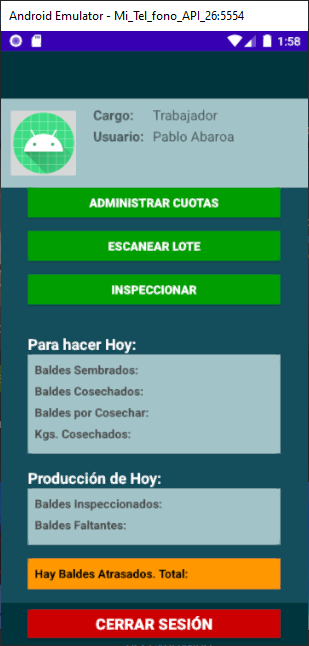 Android Emulator - Mi_Tel_fono_API_26:5554
1:58
Cargo: Trabajador
Usuario: Pablo Abaroa
ADMINISTRAR CUOTAS
ESCANEAR LOTE
INSPECCIONAR
Para hacer Hoy:
Baldes Sembrados:
Baldes Cosechados:
Baldes por Cosechar:
Kgs. Cosechados:
Producción de Hoy:
Baldes Inspeccionados:
Baldes Faltantes:
Hay Baldes Atrasados. Total:
CERRAR SESIÓN